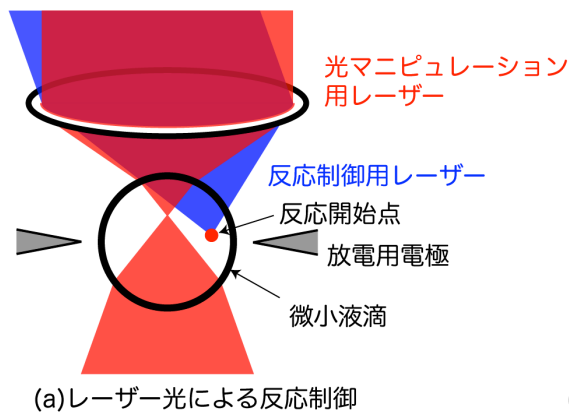 光マニピュレーション
用レーザー
反応制御用レーザー
反応開始点
放電用電極
微小液滴
(a)レーザー光による反応制御